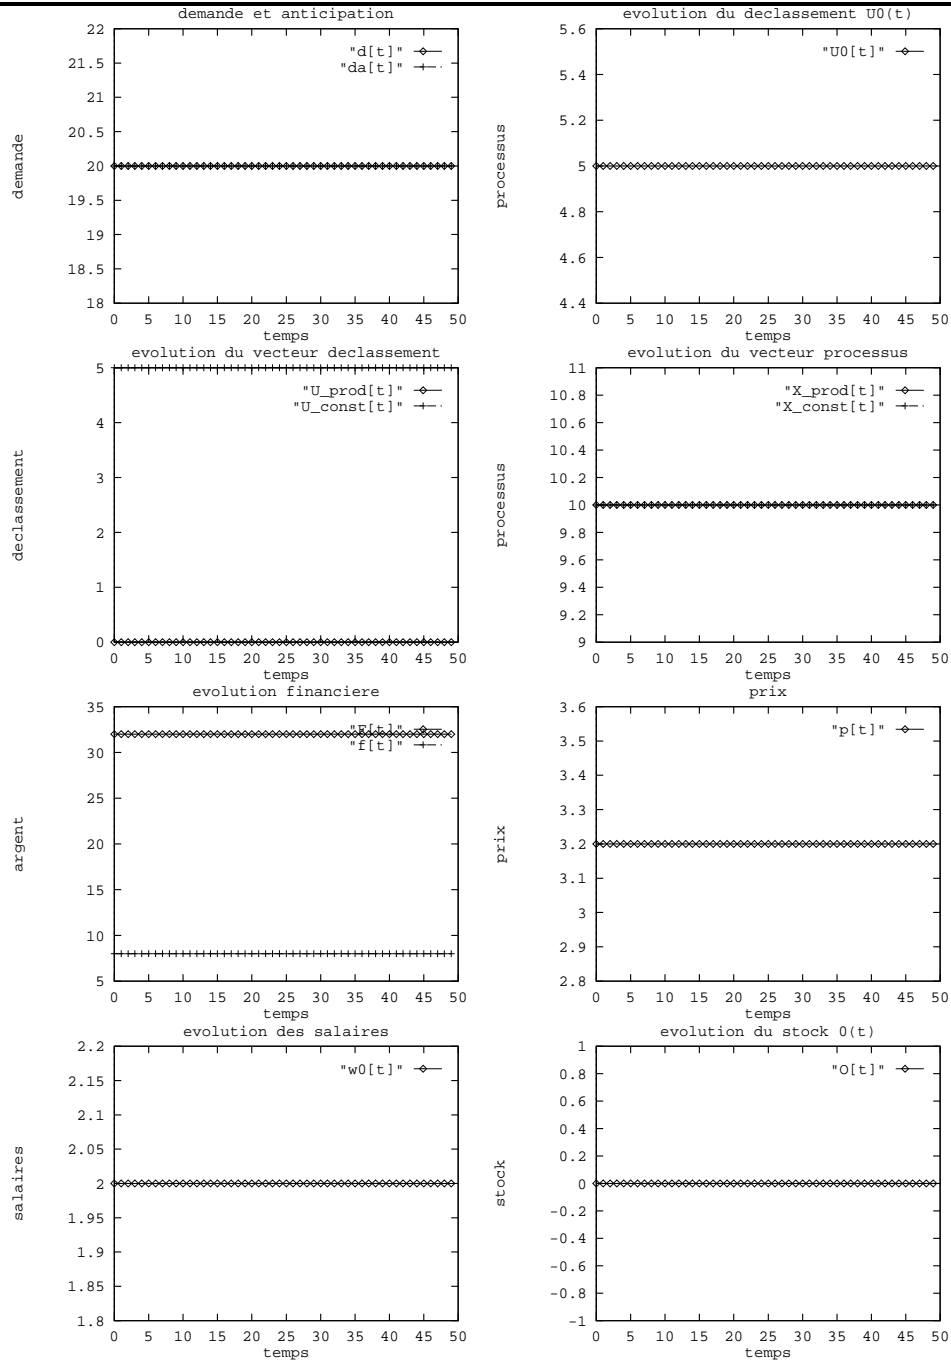 demande et anticipation
22
21.5
21
20.5
20
19.5
19
18.5
18
0 5 10 15 20 25 30 35 40 45 50
temps
demande
"d[t]"
"da[t]"
evolution du declassement U0(t)
5.6
5.4
5.2
5
4.8
4.6
4.4
0 5 10 15 20 25 30 35 40 45 50
temps
processus
"U0[t]"
evolution du vecteur declassement
5
4
3
2
1
0
0 5 10 15 20 25 30 35 40 45 50
temps
declassement
"U_prod[t]"
"U_const[t]"
evolution du vecteur processus
11
10.8
10.6
10.4
10.2
10
9.8
9.6
9.4
9.2
9
0 5 10 15 20 25 30 35 40 45 50
temps
processus
"X_prod[t]"
"X_const[t]"
evolution financiere
35
30
25
20
15
10
5
0 5 10 15 20 25 30 35 40 45 50
temps
argent
"F[t]"
"f[t]"
prix
3.6
3.5
3.4
3.3
3.2
3.1
3
2.9
2.8
0 5 10 15 20 25 30 35 40 45 50
temps
prix
"p[t]"
evolution des salaires
2.2
2.15
2.1
2.05
2
1.95
1.9
1.85
1.8
0 5 10 15 20 25 30 35 40 45 50
temps
salaires
"w0[t]"
evolution du stock 0(t)
1
0.8
0.6
0.4
0.2
0
-0.2
-0.4
-0.6
-0.8
-1
0 5 10 15 20 25 30 35 40 45 50
temps
stock
"O[t]"